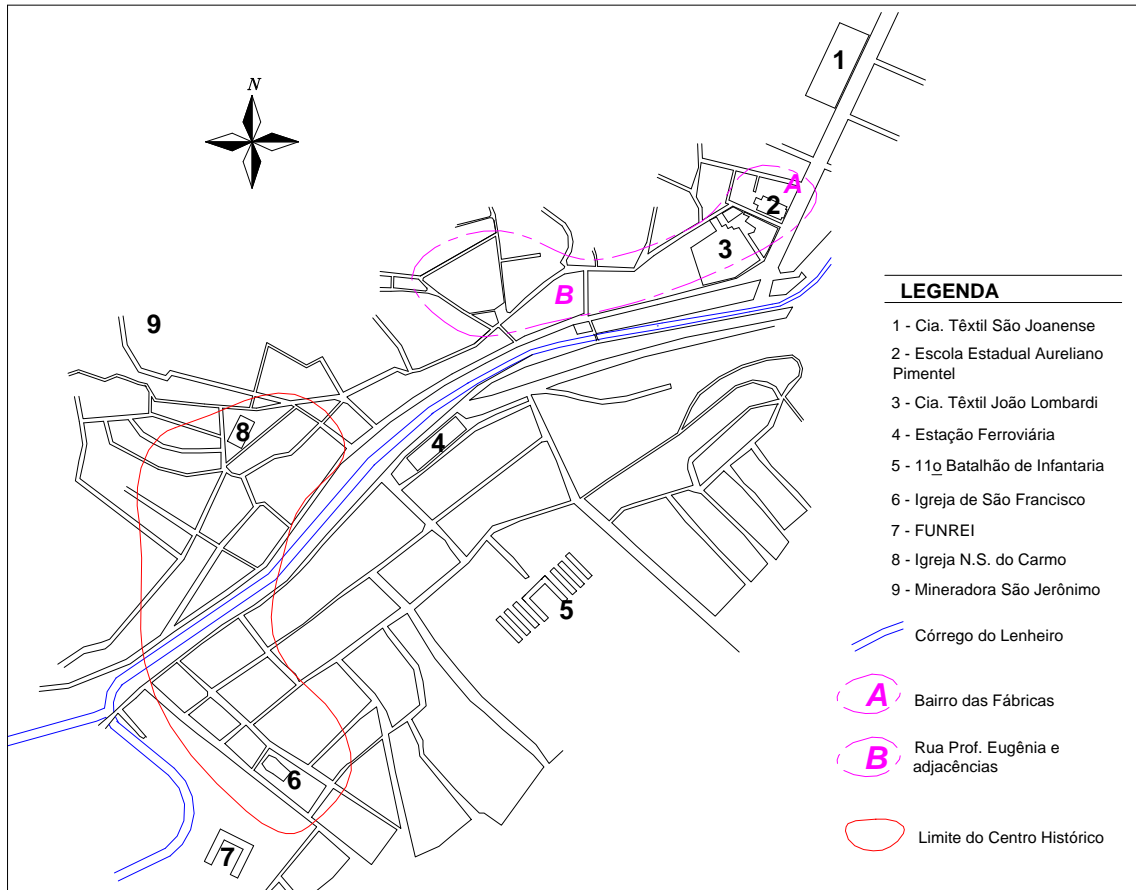 1
N
A
2
3
B
9
8
4
5
6
7
LEGENDA
1 - Cia. Têxtil São Joanense
2 - Escola Estadual Aureliano
Pimentel
3 - Cia. Têxtil João Lombardi
4 - Estação Ferroviária
5 - 11o Batalhão de Infantaria
6 - Igreja de São Francisco
7 - FUNREI
8 - Igreja N.S. do Carmo
9 - Mineradora São Jerônimo
Córrego do Lenheiro
A Bairro das Fábricas
B Rua Prof. Eugênia e
adjacências
Limite do Centro Histórico